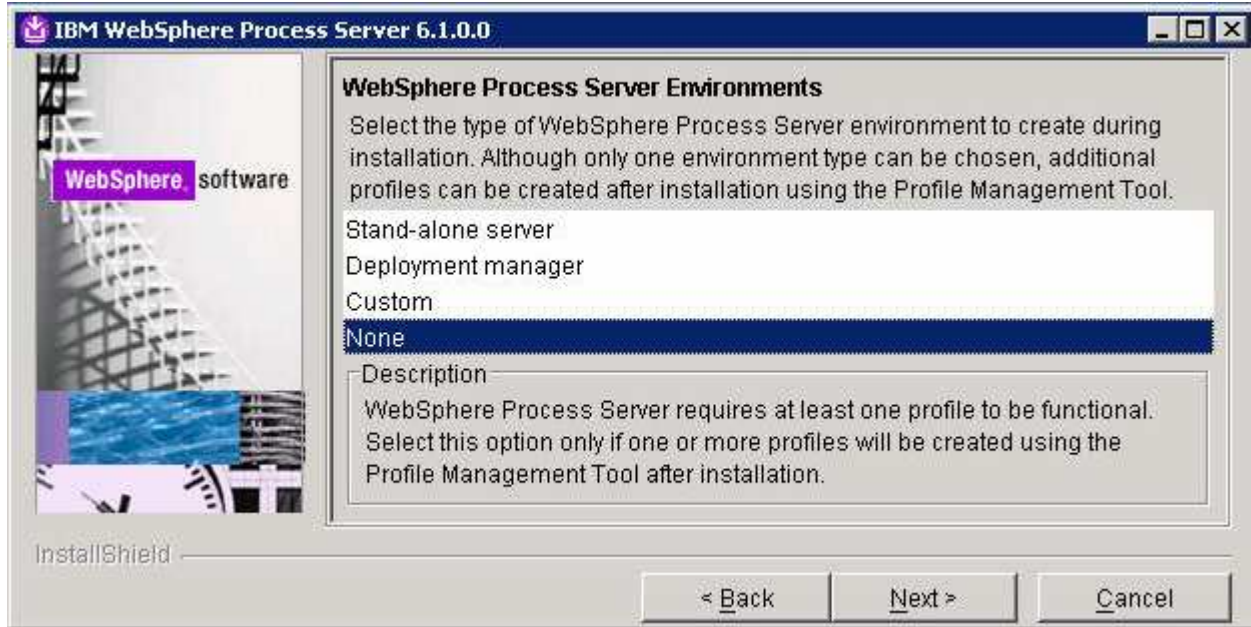 IBM WebSphere Process Server 6.1.0.0
WebSphere software
WebSphere Process Server Environments
Select the type of WebSphere Process Server environment to create during
installation. Although only one environment type can be chosen, additional
profiles can be created after installation using the Profile Management Tool.
Stand-alone server
Deployment manager
Custom
None
Description
WebSphere Process Server requires at least one profile to be functional.
Select this option only if one or more profiles will be created using the
Profile Management Tool after installation.
InstallShield
< Back
Next >
Cancel